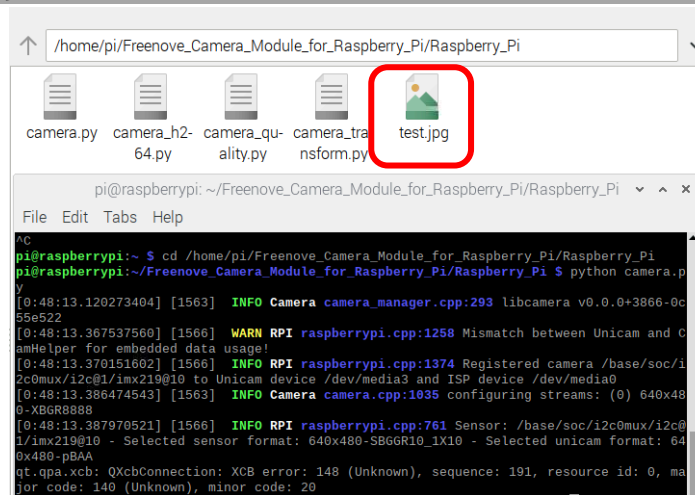 /home/pi/Freenove_Camera_Module_for_Raspberry_Pi/Raspberry_Pi
camera.py camera_h2- camera_qu- camera_tra test.jpg
64.py ality.py nsform.py
pi@raspberrypi: ~/Freenove_Camera_Module_for_Raspberry_Pi/Raspberry_Pi
File Edit Tabs Help
^C
pi@raspberrypi:~ $ cd /home/pi/Freenove_Camera_Module_for_Raspberry_Pi/Raspberry_Pi
pi@raspberrypi:~/Freenove_Camera_Module_for_Raspberry_Pi/Raspberry_Pi $ python camera.p
y
[0:48:13.120273404] [1563] INFO Camera camera_manager.cpp:293 libcamera v0.0.0+3866-0c
55e522
[0:48:13.367537560] [1566] WARN RPI raspberrypi.cpp:1258 Mismatch between Unicam and C
amHelper for embedded data usage!
[0:48:13.370151602] [1566] INFO RPI raspberrypi.cpp:1374 Registered camera /base/soc/i
2c0mux/i2c@1/imx219@10 to Unicam device /dev/media3 and ISP device /dev/media0
[0:48:13.386474543] [1563] INFO Camera camera.cpp:1035 configuring streams: (0) 640x48
0-XBGR8888
[0:48:13.387970521] [1566] INFO RPI raspberrypi.cpp:761 Sensor: /base/soc/i2c0mux/i2c@
1/imx219@10 - Selected sensor format: 640x480-SBGGR10_1X10 - Selected unicam format: 64
0x480-pBAA
qt.qpa.xcb: QXcbConnection: XCB error: 148 (Unknown), sequence: 191, resource id: 0, ma
jor code: 140 (Unknown), minor code: 20